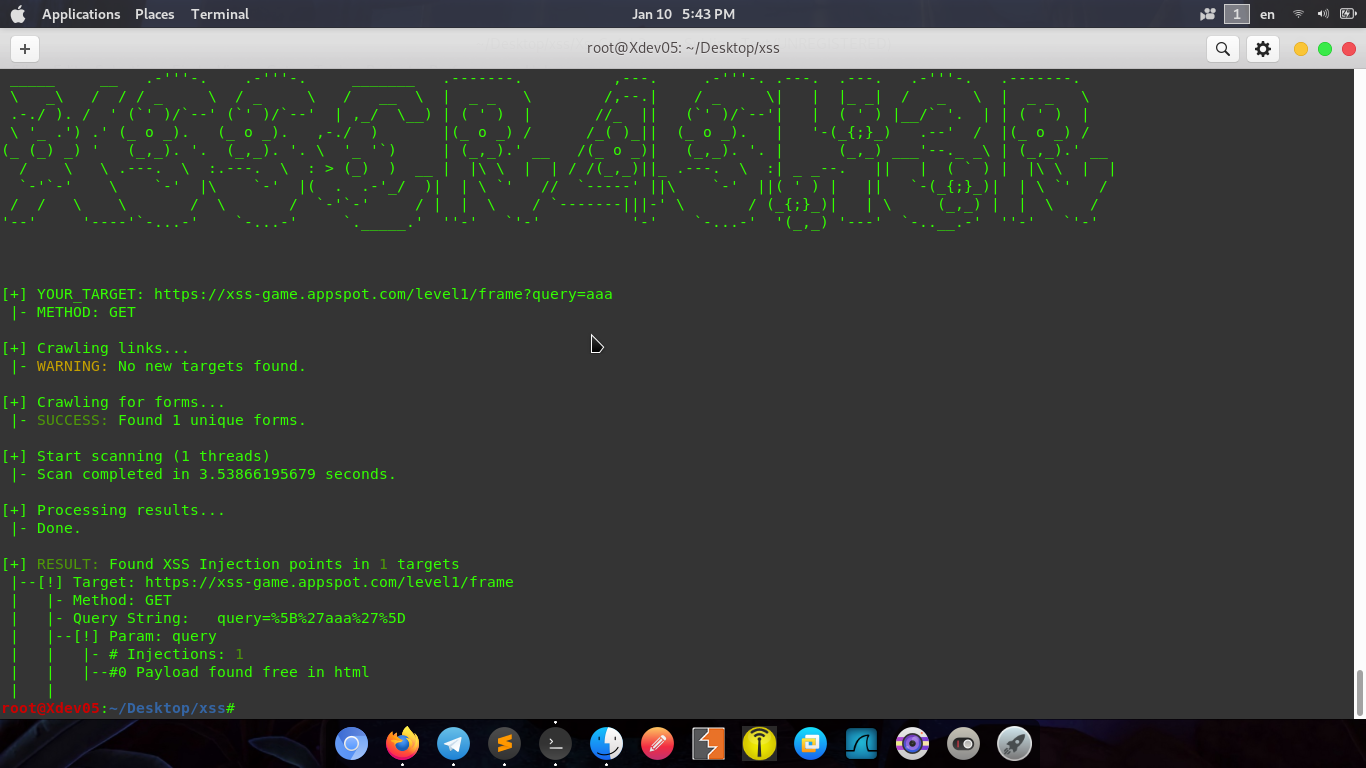 Applications Places Terminal Jan 10 5:43 PM 1 en
root@Xdev05: ~/Desktop/xss
[+] YOUR_TARGET: https://xss-game.appspot.com/level1/frame?query=aaa
|- METHOD: GET
[+] Crawling links...
|- WARNING: No new targets found.
[+] Crawling for forms...
|- SUCCESS: Found 1 unique forms.
[+] Start scanning (1 threads)
|- Scan completed in 3.53866195679 seconds.
[+] Processing results...
|- Done.
[+] RESULT: Found XSS Injection points in 1 targets
|--[!] Target: https://xss-game.appspot.com/level1/frame
| |- Method: GET
| |- Query String: query=%5B%27aaa%27%5D
| |--[!] Param: query
| | |- # Injections: 1
| | |--#0 Payload found free in html
| |
root@Xdev05:~/Desktop/xss#